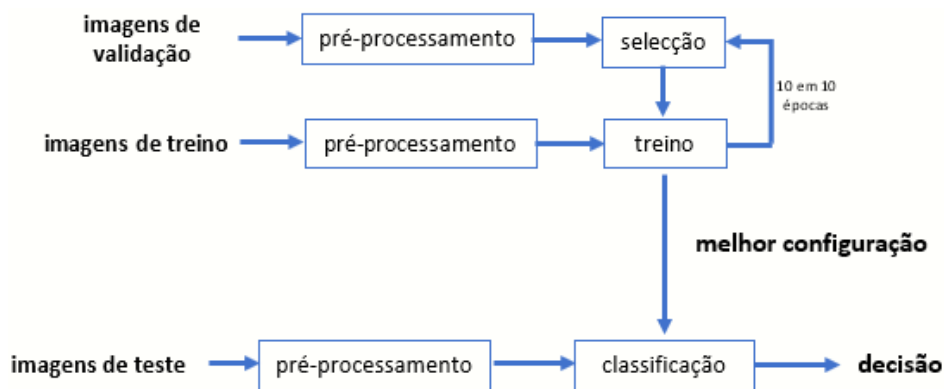 imagens de
validação
pré-processamento
selecção
10 em 10
épocas
imagens de treino
pré-processamento
treino
melhor configuração
imagens de teste
pré-processamento
classificação
decisão